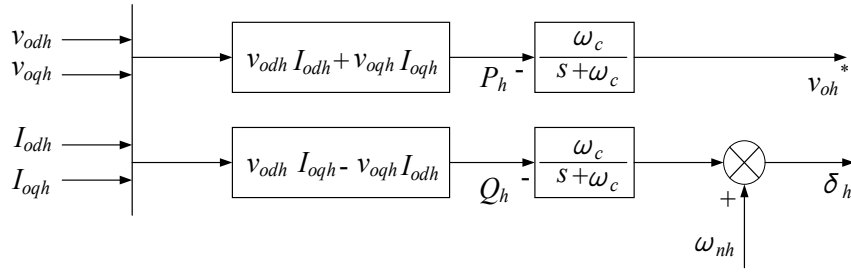 v_odh
v_oqh
I_odh
I_oqh
v_odh I_odh + v_oqh I_oqh
P_h -
ω_c
s+ω_c
v_oh*
v_odh I_oqh - v_oqh I_odh
Q_h -
ω_c
s+ω_c
+
δ_h
ω_nh